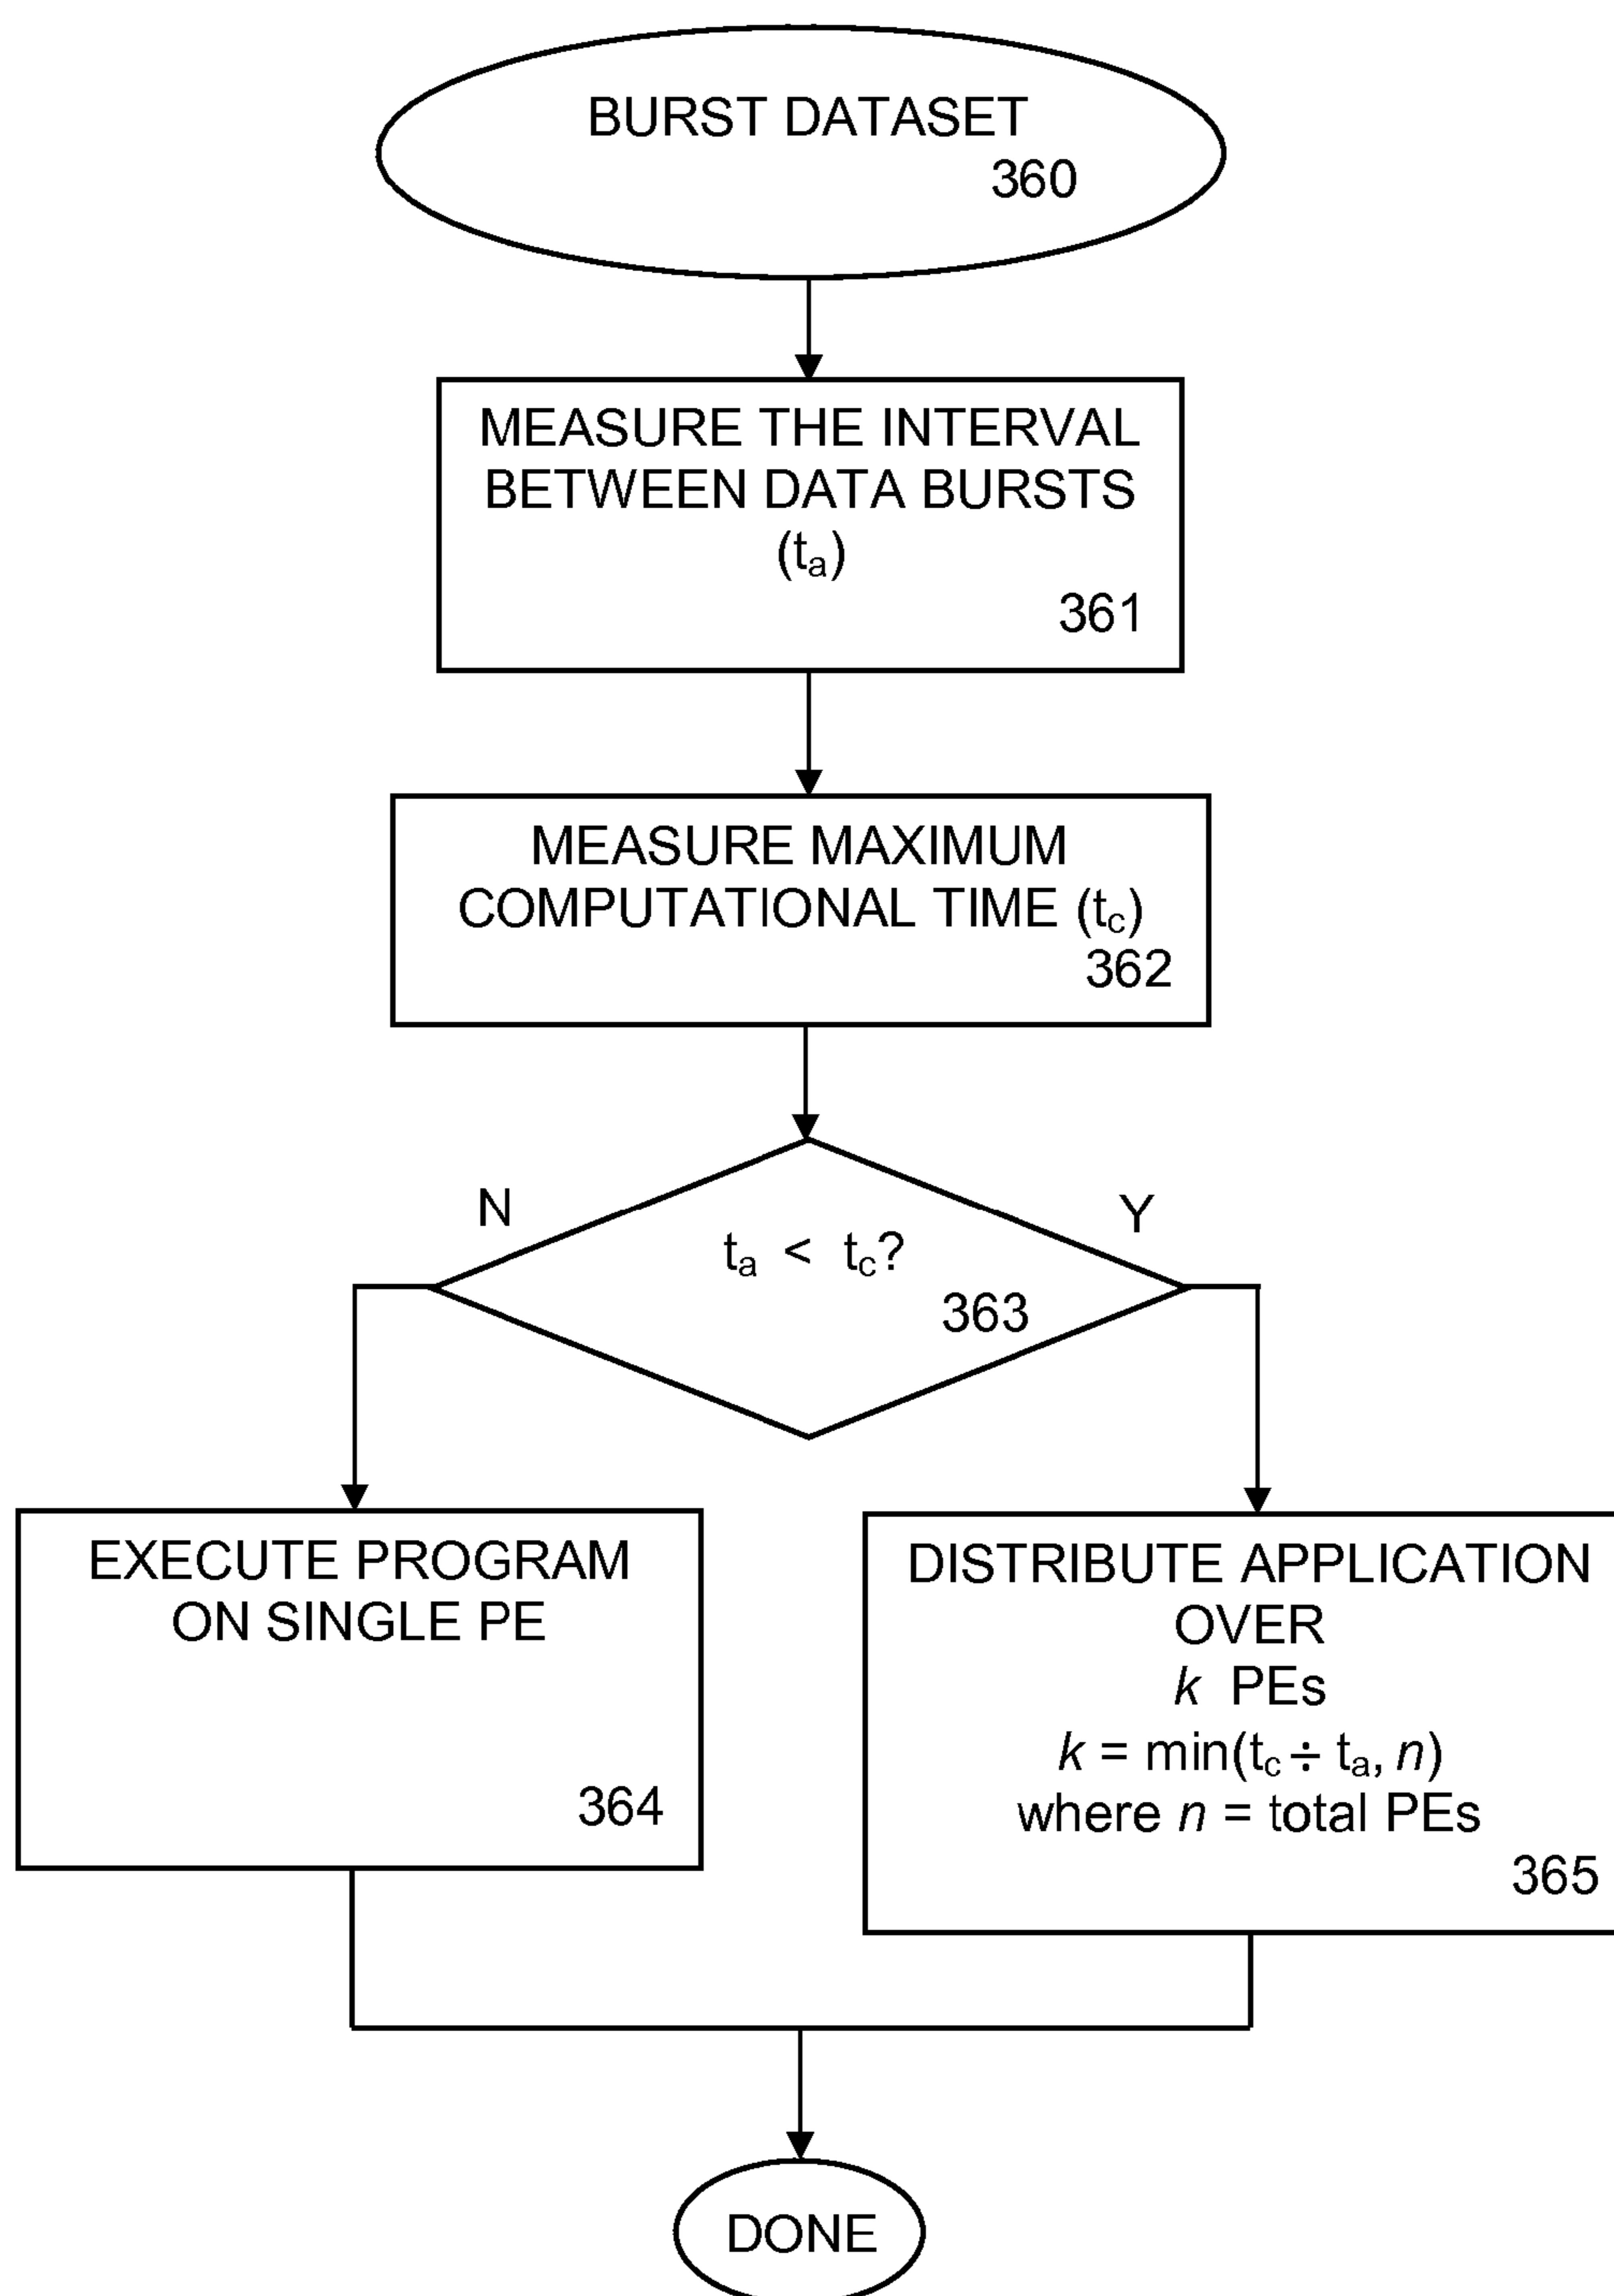 BURST DATASET
360
MEASURE THE INTERVAL
BETWEEN DATA BURSTS
(ta)
361
MEASURE MAXIMUM
COMPUTATIONAL TIME (tc)
362
N
Y
ta < tc?
363
EXECUTE PROGRAM
ON SINGLE PE
364
DISTRIBUTE APPLICATION
OVER
k PEs
k = min(tc ÷ ta, n)
where n = total PEs
365
DONE